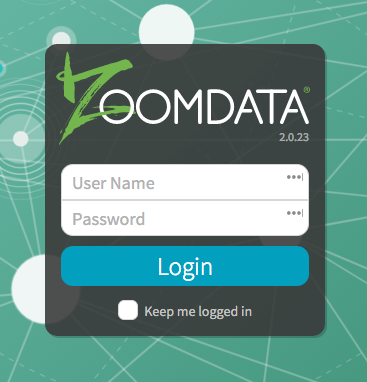 ZOOMDATA®
2.0.23
User Name
Password
Login
Keep me logged in